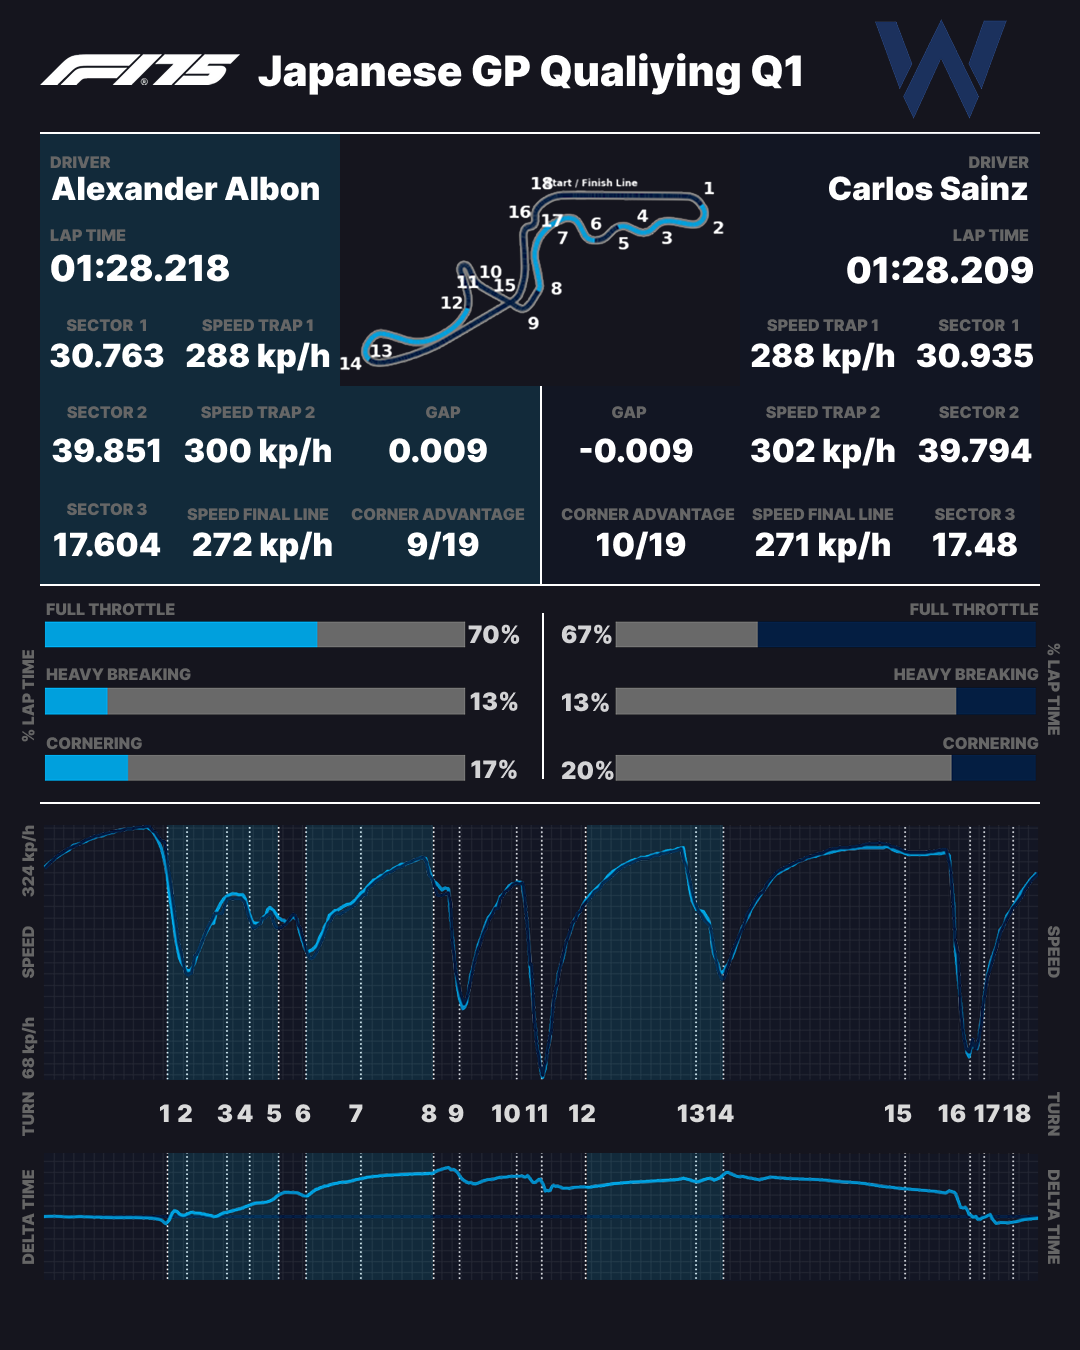 F1®75 Japanese GP Qualiying Q1
DRIVER
Alexander Albon
LAP TIME
01:28.218
SECTOR 1 SPEED TRAP 1
30.763 288 kp/h
DRIVER
Carlos Sainz
LAP TIME
01:28.209
SPEED TRAP 1 SECTOR 1
288 kp/h 30.935
18 Start / Finish Line 1
16 17 6 4 2
7 5 3
10
11 15 8
12 9
13
14
SECTOR 2 SPEED TRAP 2 GAP
39.851 300 kp/h 0.009
SECTOR 3 SPEED FINAL LINE CORNER ADVANTAGE
17.604 272 kp/h 9/19
GAP SPEED TRAP 2 SECTOR 2
-0.009 302 kp/h 39.794
CORNER ADVANTAGE SPEED FINAL LINE SECTOR 3
10/19 271 kp/h 17.48
% LAP TIME
FULL THROTTLE
70%
HEAVY BREAKING
13%
CORNERING
17%
FULL THROTTLE
67%
HEAVY BREAKING
13%
CORNERING
20%
% LAP TIME
324 kp/h
SPEED
68 kp/h
SPEED
TURN 1 2 3 4 5 6 7 8 9 10 11 12 13 14 15 16 17 18 TURN
DELTA TIME
DELTA TIME